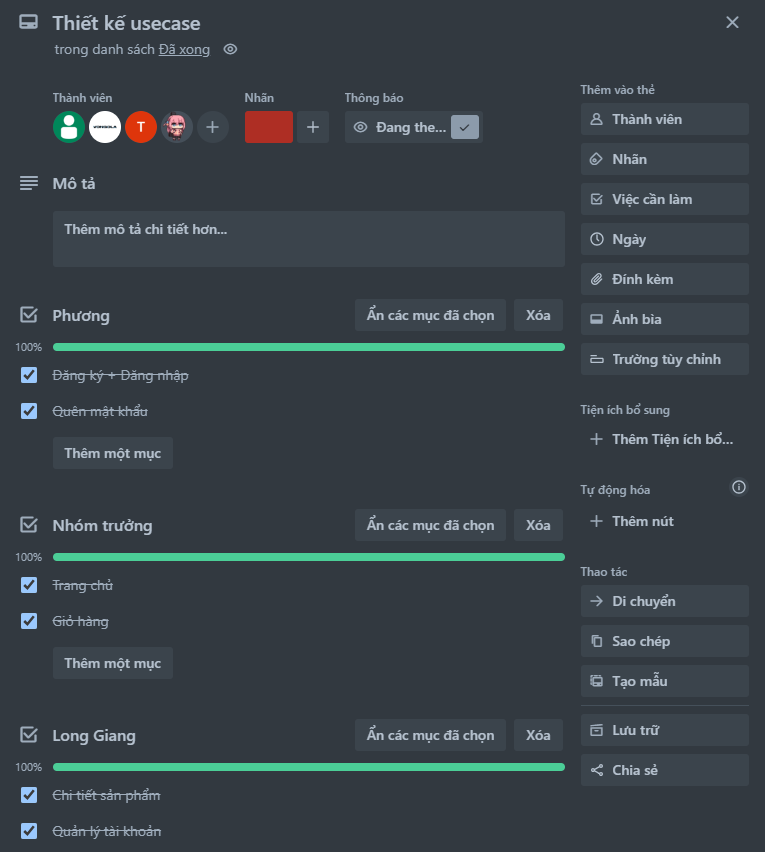 Thiết kế usecase
trong danh sách Đã xong
Thành viên
Nhãn
Thông báo
T
Đang the...
Mô tả
Thêm mô tả chi tiết hơn...
Phương
Ẩn các mục đã chọn
Xóa
100%
Đăng ký + Đăng nhập
Quên mật khẩu
Thêm một mục
Nhóm trưởng
Ẩn các mục đã chọn
Xóa
100%
Trang chủ
Giỏ hàng
Thêm một mục
Long Giang
Ẩn các mục đã chọn
Xóa
100%
Chi tiết sản phẩm
Quản lý tài khoản
Thêm vào thẻ
Thành viên
Nhãn
Việc cần làm
Ngày
Đính kèm
Ảnh bìa
Trường tùy chỉnh
Tiện ích bổ sung
Thêm Tiện ích bổ...
Tự động hóa
Thêm nút
Thao tác
Di chuyển
Sao chép
Tạo mẫu
Lưu trữ
Chia sẻ